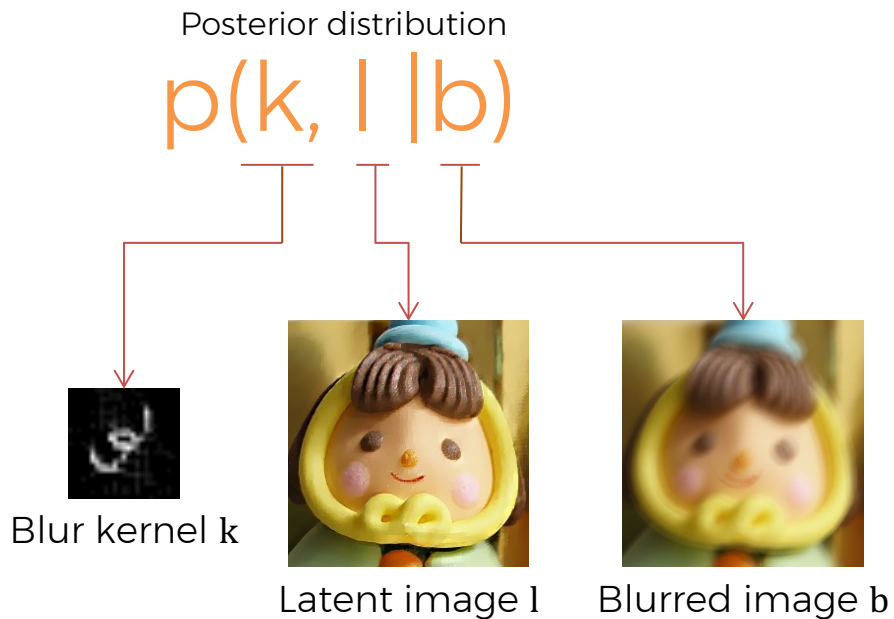 Posterior distribution
p(k, l |b)
Blur kernel k
Latent image l
Blurred image b